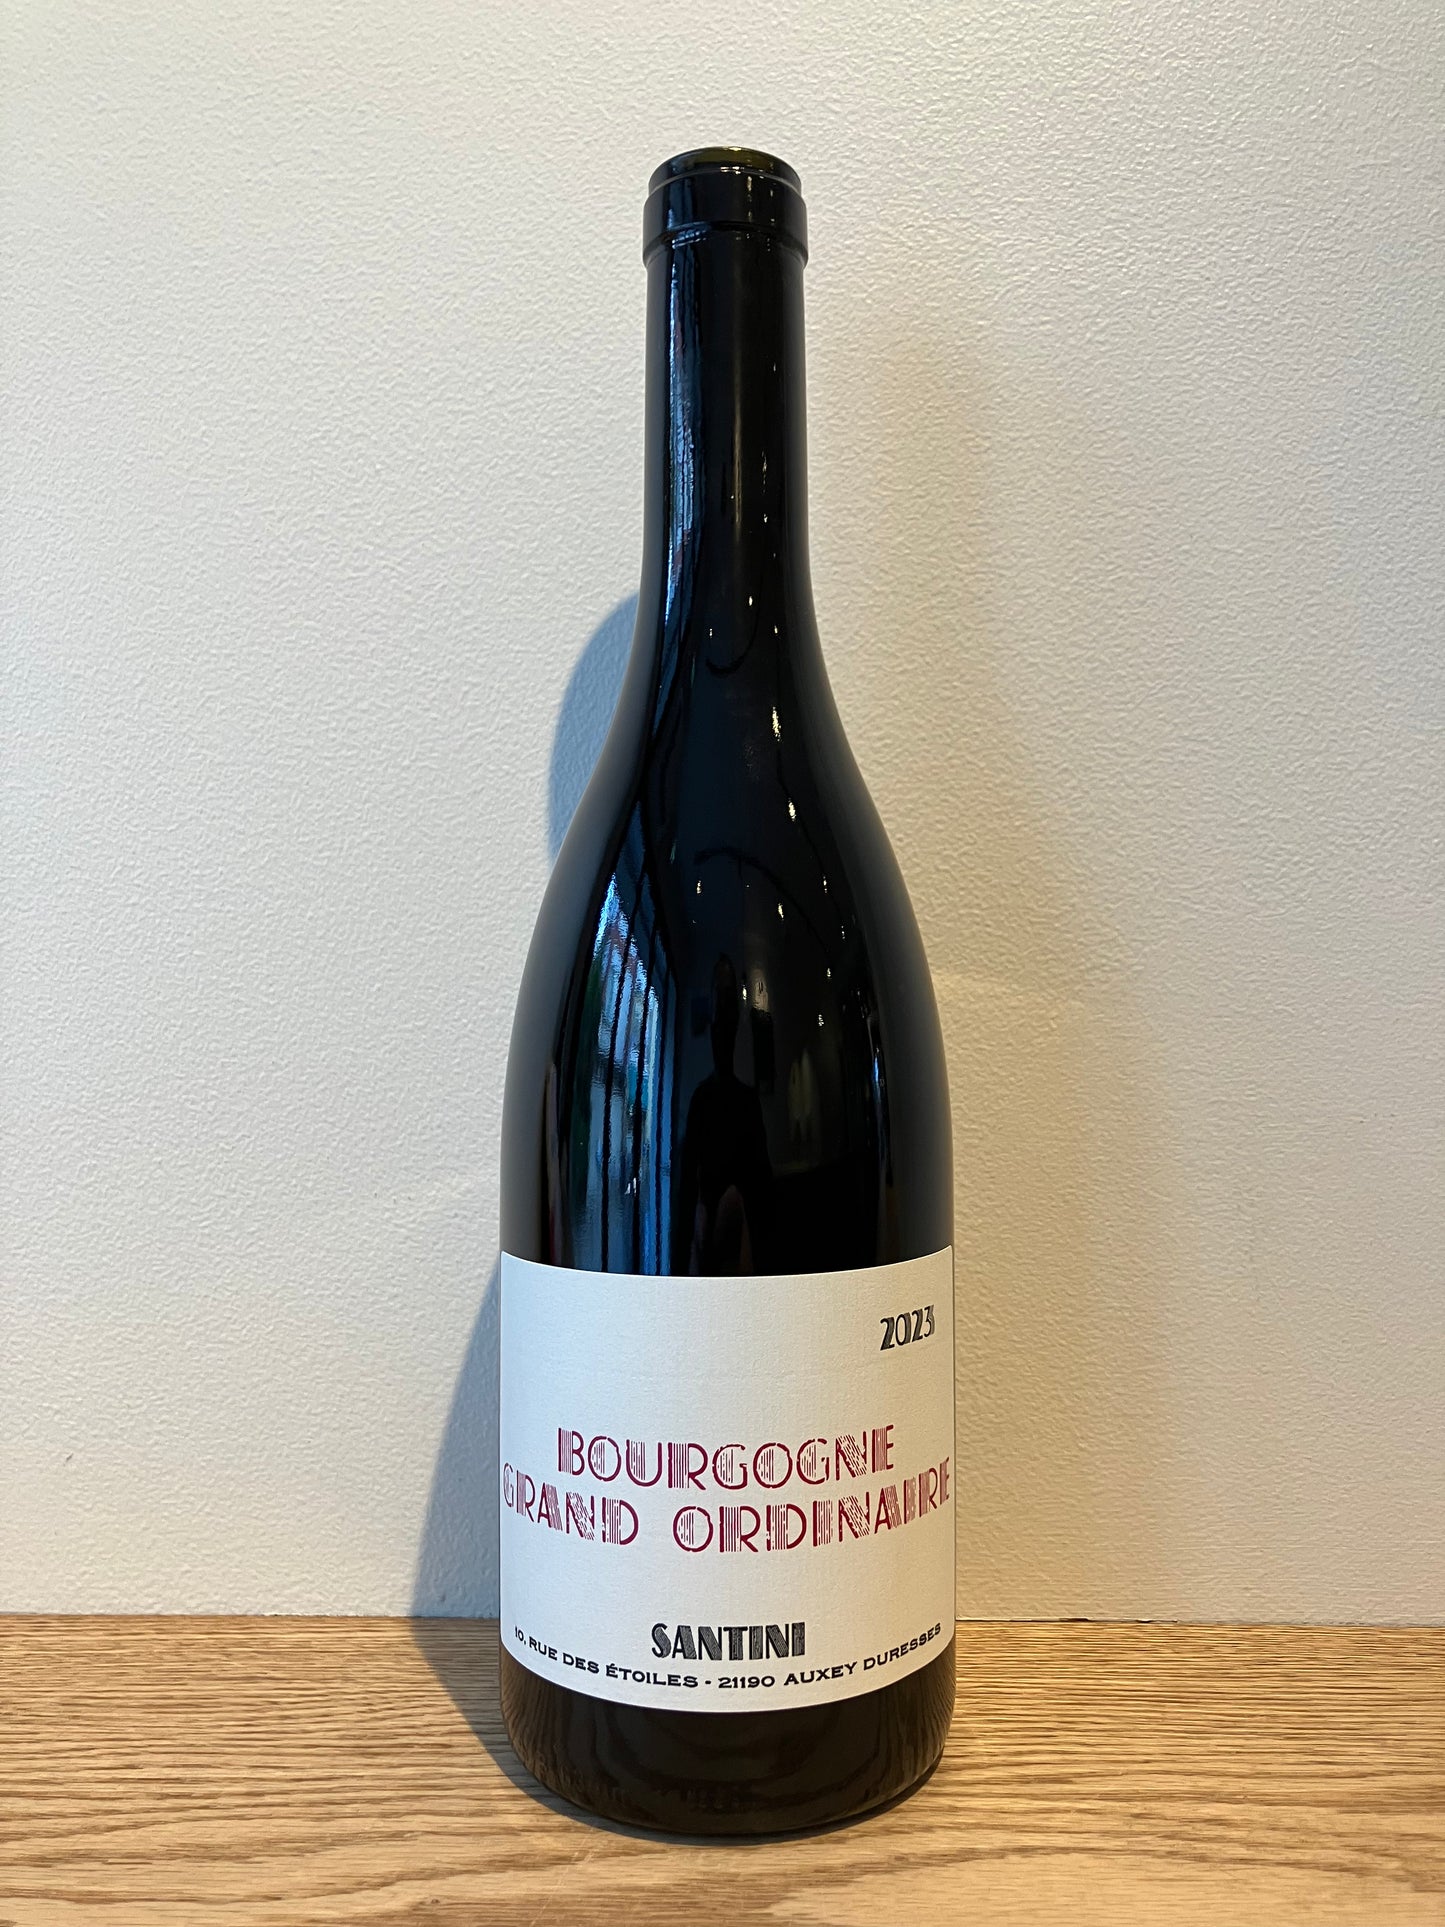 2023
BOURGOGNE
GRAND ORDINAIRE
SANTINI
10, RUE DES ÉTOILES - 21190 AUXEY DURESSES